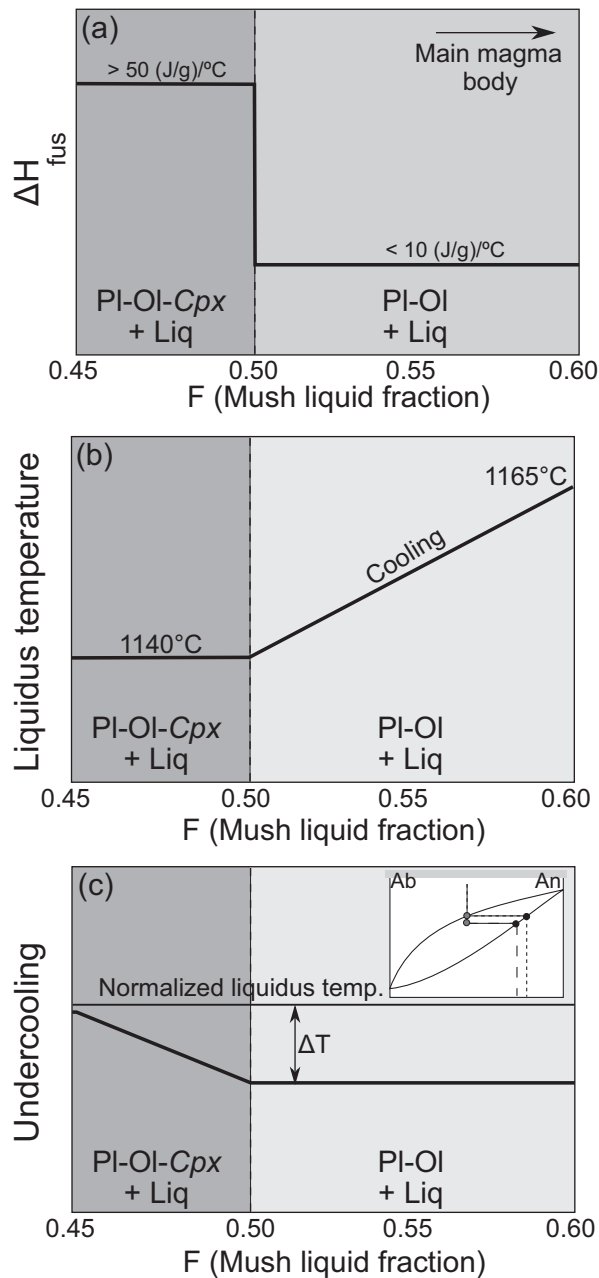 (a)
> 50 (J/g)/ºC
Main magma
body
ΔH fus
< 10 (J/g)/ºC
Pl-Ol-Cpx
+ Liq
Pl-Ol
+ Liq
0.45 0.50 0.55 0.60
F (Mush liquid fraction)
(b)
Liquidus temperature
1165°C
Cooling
1140°C
Pl-Ol-Cpx
+ Liq
Pl-Ol
+ Liq
0.45 0.50 0.55 0.60
F (Mush liquid fraction)
(c)
Ab An
Undercooling
Normalized liquidus temp.
ΔT
Pl-Ol-Cpx
+ Liq
Pl-Ol
+ Liq
0.45 0.50 0.55 0.60
F (Mush liquid fraction)